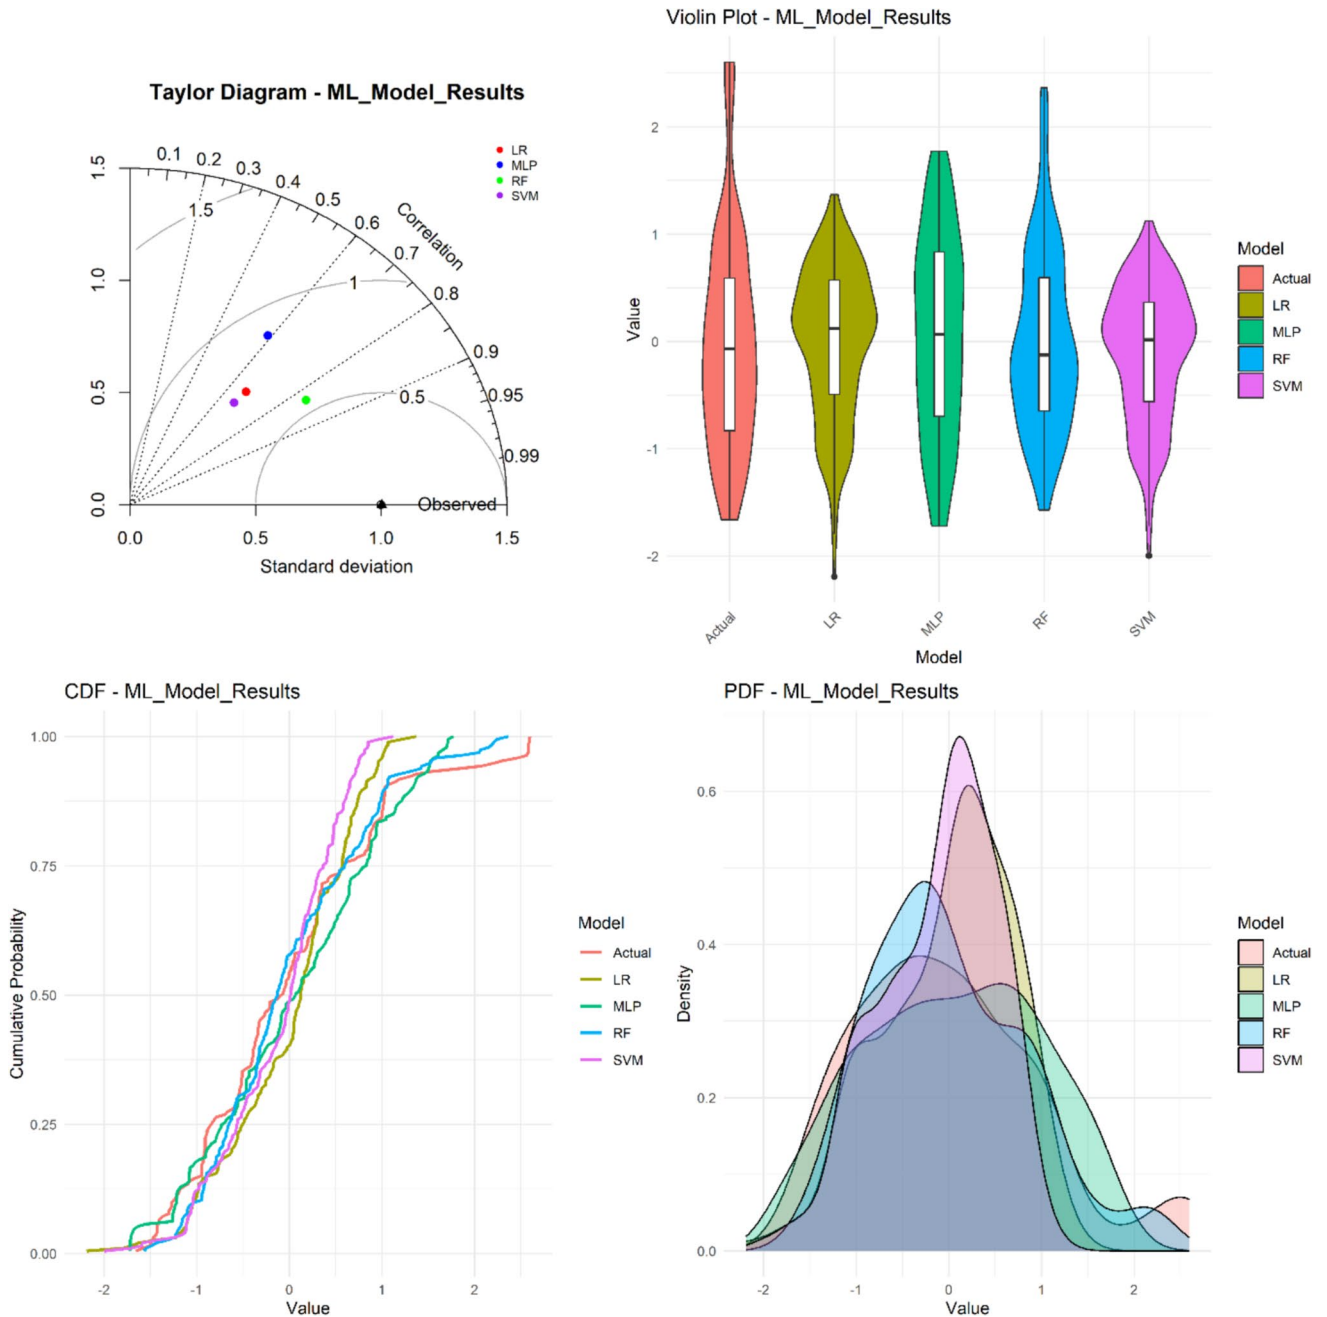 Taylor Diagram - ML_Model_Results
LR
MLP
RF
SVM
1.5
1.0
0.5
0.0
0.1
0.2
0.3
0.4
0.5
0.6
0.7
0.8
0.9
0.95
0.99
Correlation
1.5
1
0.5
Observed
0.0 0.5 1.0 1.5
Standard deviation
Violin Plot - ML_Model_Results
Value
2
1
0
-1
-2
Actual LR MLP RF SVM
Model
Model
Actual
LR
MLP
RF
SVM
CDF - ML_Model_Results
Cumulative Probability
1.00
0.75
0.50
0.25
0.00
-2 -1 0 1 2
Value
Model
Actual
LR
MLP
RF
SVM
PDF - ML_Model_Results
Density
0.6
0.4
0.2
0.0
-2 -1 0 1 2
Value
Model
Actual
LR
MLP
RF
SVM